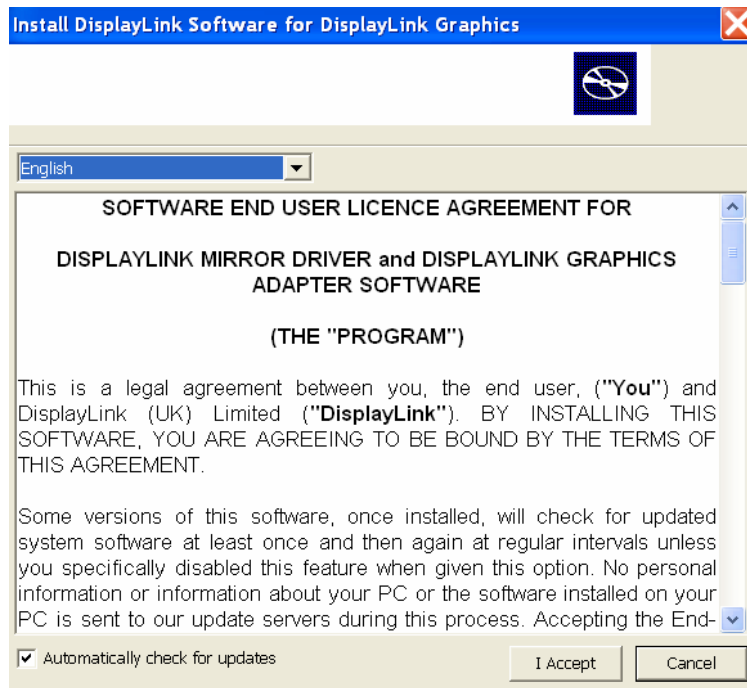 Install DisplayLink Software for DisplayLink Graphics
English
SOFTWARE END USER LICENCE AGREEMENT FOR
DISPLAYLINK MIRROR DRIVER and DISPLAYLINK GRAPHICS
ADAPTER SOFTWARE
(THE "PROGRAM")
This is a legal agreement between you, the end user, ("You") and
DisplayLink (UK) Limited ("DisplayLink"). BY INSTALLING THIS
SOFTWARE, YOU ARE AGREEING TO BE BOUND BY THE TERMS OF
THIS AGREEMENT.
Some versions of this software, once installed, will check for updated
system software at least once and then again at regular intervals unless
you specifically disabled this feature when given this option. No personal
information or information about your PC or the software installed on your
PC is sent to our update servers during this process. Accepting the End-
Automatically check for updates
I Accept
Cancel